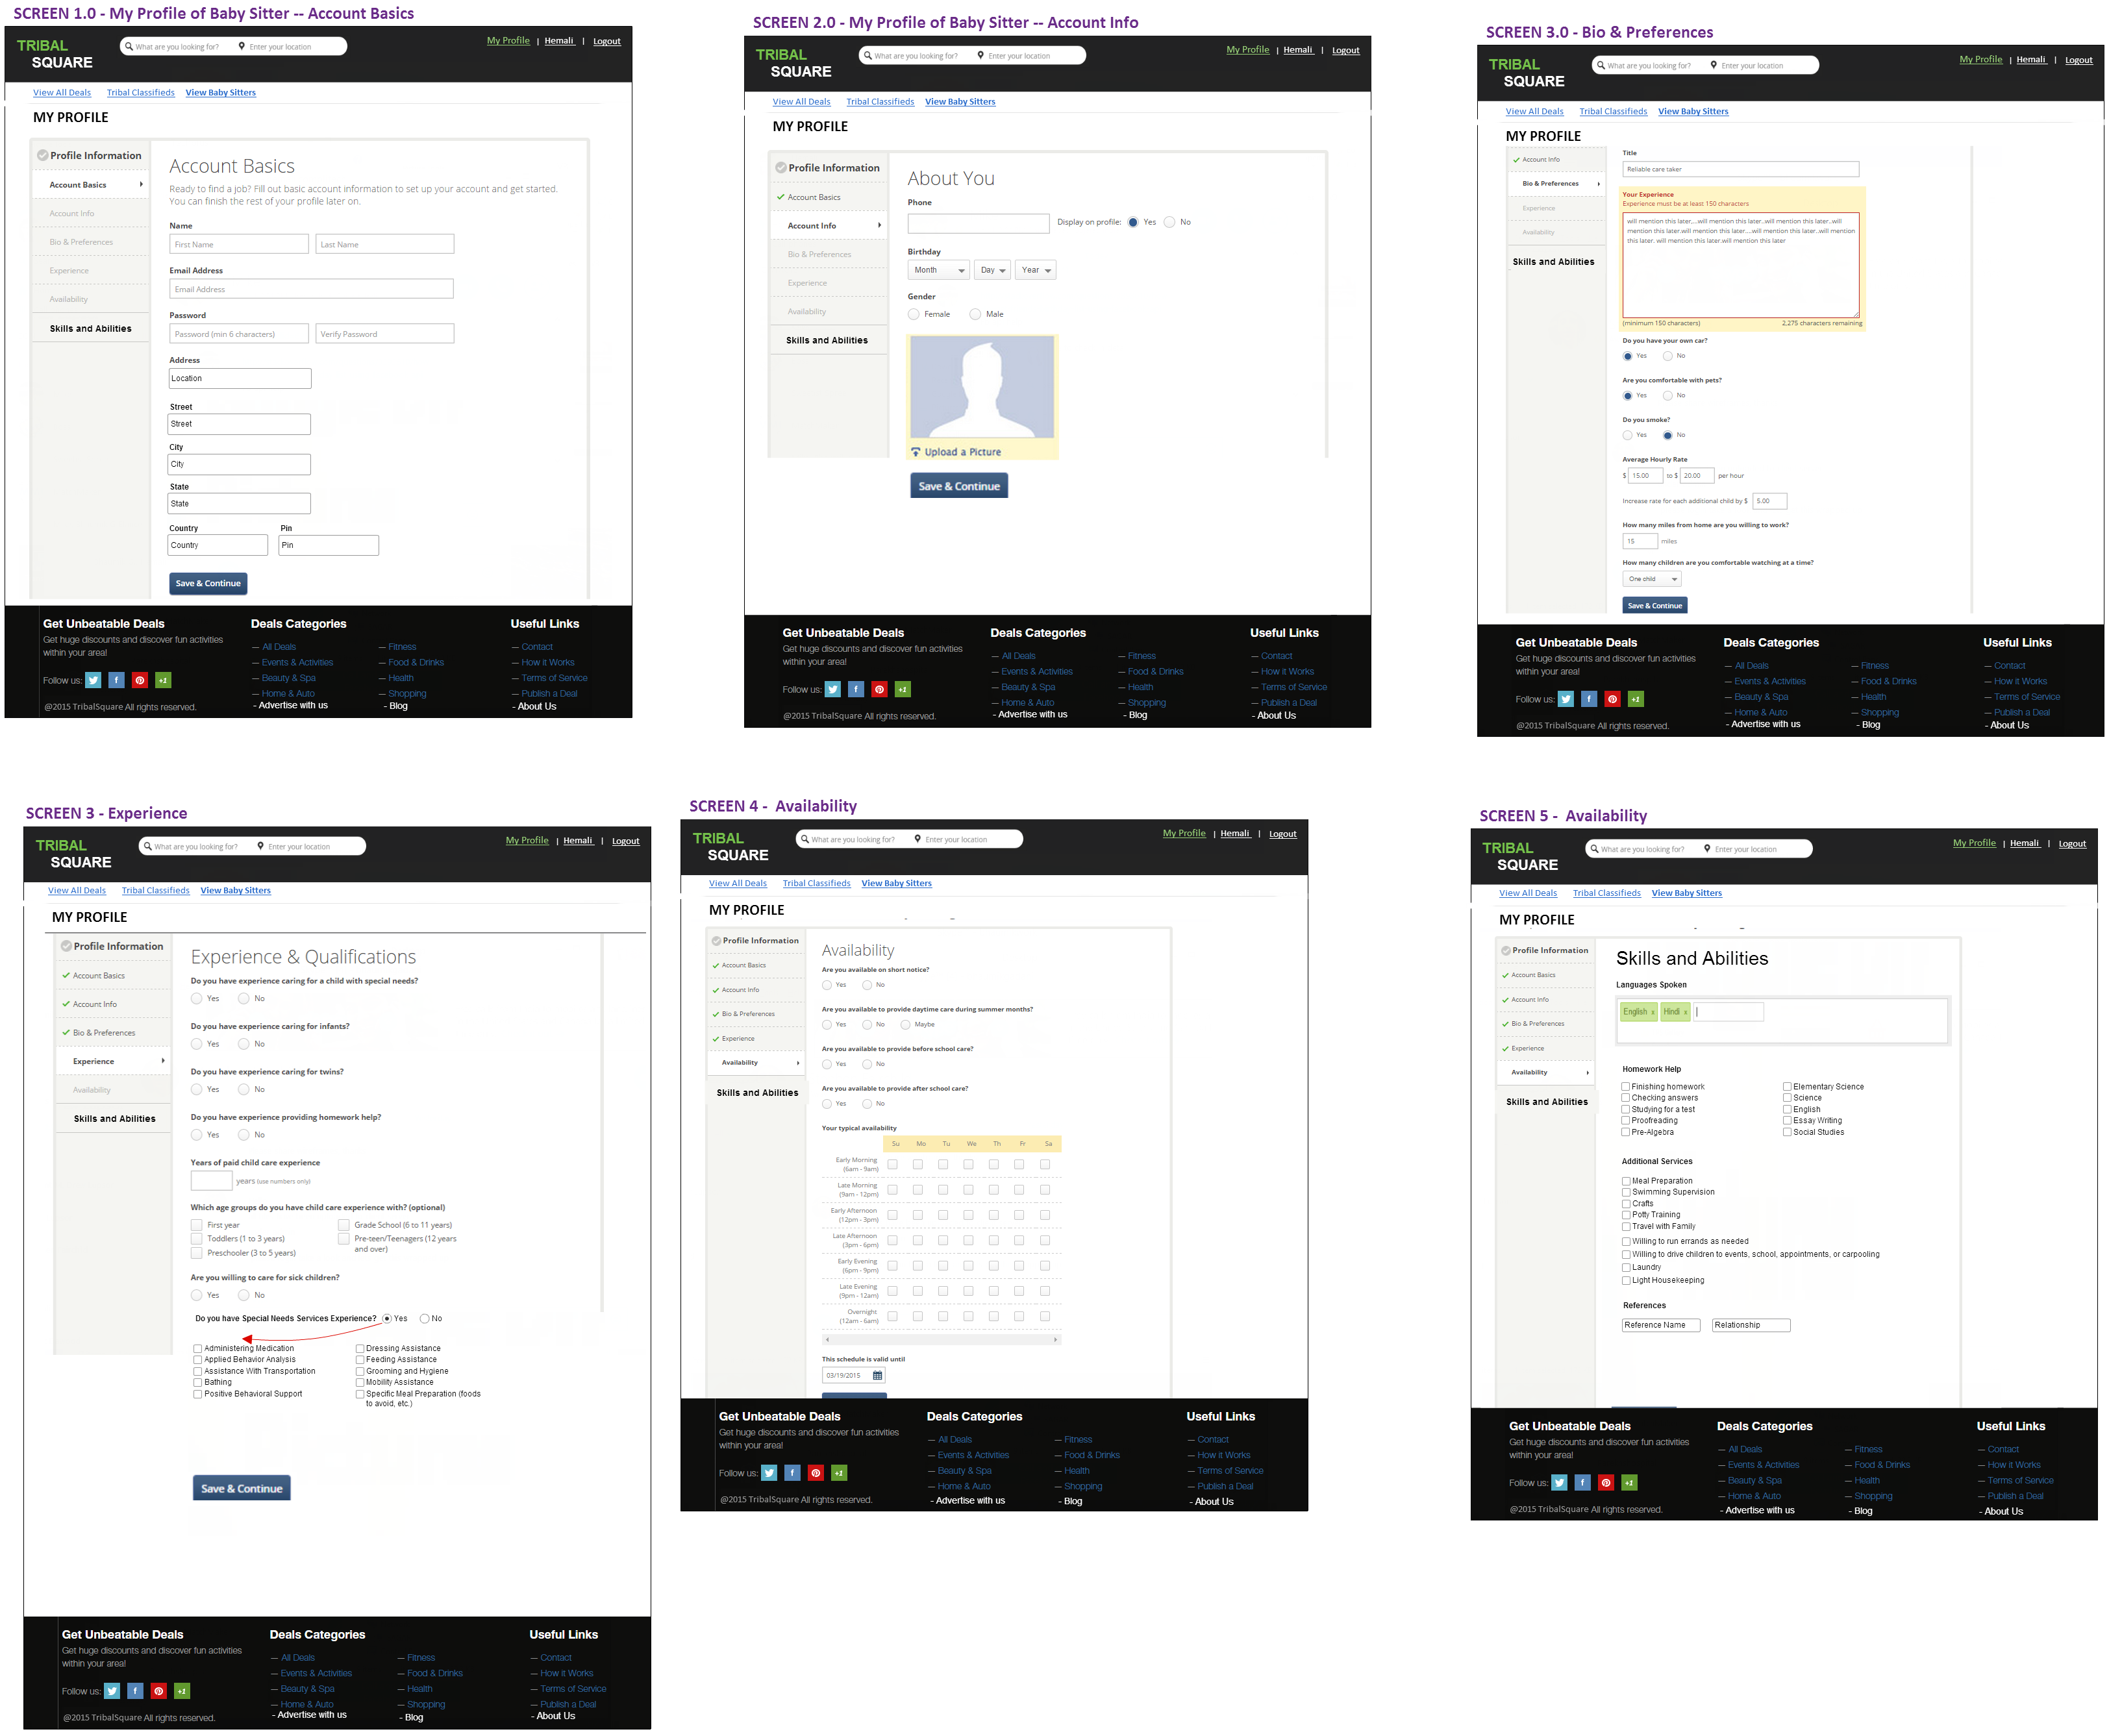 SCREEN 1.0 - My Profile of Baby Sitter -- Account Basics
TRIBAL
SQUARE
What are you looking for?
Enter your location
My Profile | Hemali | Logout
View All Deals
Tribal Classifieds
View Baby Sitters
MY PROFILE
Profile Information
Account Basics
Account Info
Bio & Preferences
Experience
Availability
Skills and Abilities
Account Basics
Ready to find a job? Fill out basic account information to set up your account and get started.
You can finish the rest of your profile later on.
Name
First Name
Last Name
Email Address
Email Address
Password
Password (min 6 characters)
Verify Password
Address
Location
Street
Street
City
City
State
State
Country
Pin
Country
Pin
Save & Continue
Get Unbeatable Deals
Get huge discounts and discover fun activities
within your area!
Follow us:
f
+1
@2015 TribalSquare All rights reserved.
Deals Categories
— All Deals
— Events & Activities
— Beauty & Spa
— Home & Auto
- Advertise with us
— Fitness
— Food & Drinks
— Health
— Shopping
- Blog
Useful Links
— Contact
— How it Works
— Terms of Service
— Publish a Deal
- About Us
SCREEN 2.0 - My Profile of Baby Sitter -- Account Info
TRIBAL
SQUARE
What are you looking for?
Enter your location
My Profile | Hemali | Logout
View All Deals
Tribal Classifieds
View Baby Sitters
MY PROFILE
Profile Information
Account Basics
Account Info
Bio & Preferences
Experience
Availability
Skills and Abilities
About You
Phone
Display on profile: Yes No
Birthday
Month
Day
Year
Gender
Female
Male
Upload a Picture
Save & Continue
Get Unbeatable Deals
Get huge discounts and discover fun activities
within your area!
Follow us:
f
+1
@2015 TribalSquare All rights reserved.
Deals Categories
— All Deals
— Events & Activities
— Beauty & Spa
— Home & Auto
- Advertise with us
— Fitness
— Food & Drinks
— Health
— Shopping
- Blog
Useful Links
— Contact
— How it Works
— Terms of Service
— Publish a Deal
- About Us
SCREEN 3.0 - Bio & Preferences
TRIBAL
SQUARE
What are you looking for?
Enter your location
My Profile | Hemali | Logout
View All Deals
Tribal Classifieds
View Baby Sitters
MY PROFILE
Account Info
Bio & Preferences
Experience
Availability
Skills and Abilities
Title
Reliable care taker
Your Experience
Experience must be at least 150 characters
will mention this later,...will mention this later..will mention this later..will
mention this later.will mention this later....will mention this later..will mention
this later. will mention this later.will mention this later
(minimum 150 characters)
2,275 characters remaining
Do you have your own car?
Yes No
Are you comfortable with pets?
Yes No
Do you smoke?
Yes No
Average Hourly Rate
$ 15.00 to $ 20.00 per hour
Increase rate for each additional child by $ 5.00
How many miles from home are you willing to work?
15 miles
How many children are you comfortable watching at a time?
One child
Save & Continue
Get Unbeatable Deals
Get huge discounts and discover fun activities
within your area!
Follow us:
f
+1
@2015 TribalSquare All rights reserved.
Deals Categories
— All Deals
— Events & Activities
— Beauty & Spa
— Home & Auto
- Advertise with us
— Fitness
— Food & Drinks
— Health
— Shopping
- Blog
Useful Links
— Contact
— How it Works
— Terms of Service
— Publish a Deal
- About Us
SCREEN 3 - Experience
TRIBAL
SQUARE
What are you looking for?
Enter your location
My Profile | Hemali | Logout
View All Deals
Tribal Classifieds
View Baby Sitters
MY PROFILE
Profile Information
Account Basics
Account Info
Bio & Preferences
Experience
Availability
Skills and Abilities
Experience & Qualifications
Do you have experience caring for a child with special needs?
Yes No
Do you have experience caring for infants?
Yes No
Do you have experience caring for twins?
Yes No
Do you have experience providing homework help?
Yes No
Years of paid child care experience
years (use numbers only)
Which age groups do you have child care experience with? (optional)
First year
Toddlers (1 to 3 years)
Preschooler (3 to 5 years)
Grade School (6 to 11 years)
Pre-teen/Teenagers (12 years
and over)
Are you willing to care for sick children?
Yes No
Do you have Special Needs Services Experience? Yes No
Administering Medication
Applied Behavior Analysis
Assistance With Transportation
Bathing
Positive Behavioral Support
Dressing Assistance
Feeding Assistance
Grooming and Hygiene
Mobility Assistance
Specific Meal Preparation (foods
to avoid, etc.)
Save & Continue
Get Unbeatable Deals
Get huge discounts and discover fun activities
within your area!
Follow us:
f
+1
@2015 TribalSquare All rights reserved.
Deals Categories
— All Deals
— Events & Activities
— Beauty & Spa
— Home & Auto
- Advertise with us
— Fitness
— Food & Drinks
— Health
— Shopping
- Blog
Useful Links
— Contact
— How it Works
— Terms of Service
— Publish a Deal
- About Us
SCREEN 4 - Availability
TRIBAL
SQUARE
What are you looking for?
Enter your location
My Profile | Hemali | Logout
View All Deals
Tribal Classifieds
View Baby Sitters
MY PROFILE
Profile Information
Account Basics
Account Info
Bio & Preferences
Experience
Availability
Skills and Abilities
Availability
Are you available on short notice?
Yes No
Are you available to provide daytime care during summer months?
Yes No Maybe
Are you available to provide before school care?
Yes No
Are you available to provide after school care?
Yes No
Your typical availability
Su Mo Tu We Th Fr Sa
Early Morning
(6am - 9am)
Late Morning
(9am - 12pm)
Early Afternoon
(12pm - 3pm)
Late Afternoon
(3pm - 6pm)
Early Evening
(6pm - 9pm)
Late Evening
(9pm - 12am)
Overnight
(12am - 6am)
This schedule is valid until
03/19/2015
Get Unbeatable Deals
Get huge discounts and discover fun activities
within your area!
Follow us:
f
+1
@2015 TribalSquare All rights reserved.
Deals Categories
— All Deals
— Events & Activities
— Beauty & Spa
— Home & Auto
- Advertise with us
— Fitness
— Food & Drinks
— Health
— Shopping
- Blog
Useful Links
— Contact
— How it Works
— Terms of Service
— Publish a Deal
- About Us
SCREEN 5 - Availability
TRIBAL
SQUARE
What are you looking for?
Enter your location
My Profile | Hemali | Logout
View All Deals
Tribal Classifieds
View Baby Sitters
MY PROFILE
Profile Information
Account Basics
Account Info
Bio & Preferences
Experience
Availability
Skills and Abilities
Skills and Abilities
Languages Spoken
English x
Hindi x
Homework Help
Finishing homework
Checking answers
Studying for a test
Proofreading
Pre-Algebra
Elementary Science
Science
English
Essay Writing
Social Studies
Additional Services
Meal Preparation
Swimming Supervision
Crafts
Potty Training
Travel with Family
Willing to run errands as needed
Willing to drive children to events, school, appointments, or carpooling
Laundry
Light Housekeeping
References
Reference Name
Relationship
Get Unbeatable Deals
Get huge discounts and discover fun activities
within your area!
Follow us:
f
+1
@2015 TribalSquare All rights reserved.
Deals Categories
— All Deals
— Events & Activities
— Beauty & Spa
— Home & Auto
- Advertise with us
— Fitness
— Food & Drinks
— Health
— Shopping
- Blog
Useful Links
— Contact
— How it Works
— Terms of Service
— Publish a Deal
- About Us